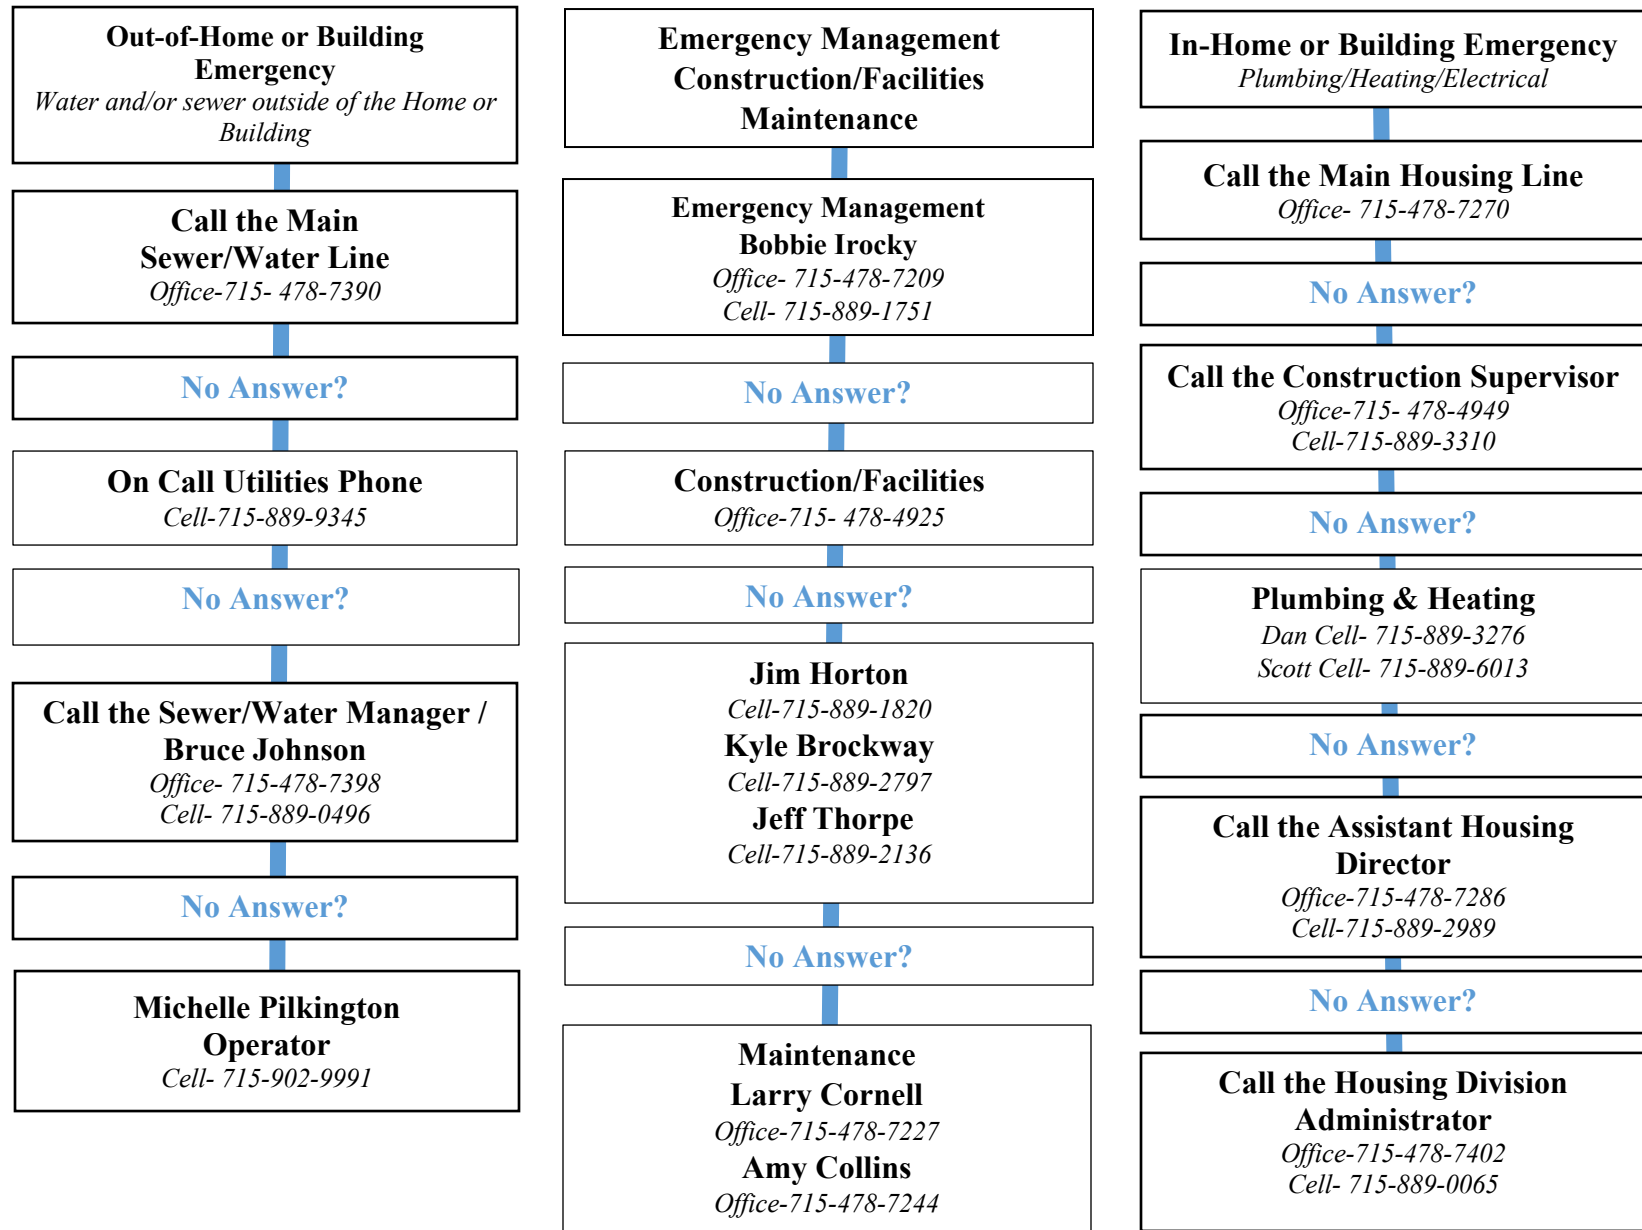 Out-of-Home or Building
Emergency
Water and/or sewer outside of the Home or
Building
Call the Main
Sewer/Water Line
Office-715- 478-7390
No Answer?
On Call Utilities Phone
Cell-715-889-9345
No Answer?
Call the Sewer/Water Manager /
Bruce Johnson
Office- 715-478-7398
Cell- 715-889-0496
No Answer?
Michelle Pilkington
Operator
Cell- 715-902-9991
Emergency Management
Construction/Facilities
Maintenance
Emergency Management
Bobbie Irocky
Office- 715-478-7209
Cell- 715-889-1751
No Answer?
Construction/Facilities
Office-715- 478-4925
No Answer?
Jim Horton
Cell-715-889-1820
Kyle Brockway
Cell-715-889-2797
Jeff Thorpe
Cell-715-889-2136
No Answer?
Maintenance
Larry Cornell
Office-715-478-7227
Amy Collins
Office-715-478-7244
In-Home or Building Emergency
Plumbing/Heating/Electrical
Call the Main Housing Line
Office- 715-478-7270
No Answer?
Call the Construction Supervisor
Office-715- 478-4949
Cell-715-889-3310
No Answer?
Plumbing & Heating
Dan Cell- 715-889-3276
Scott Cell- 715-889-6013
No Answer?
Call the Assistant Housing
Director
Office-715-478-7286
Cell-715-889-2989
No Answer?
Call the Housing Division
Administrator
Office-715-478-7402
Cell- 715-889-0065